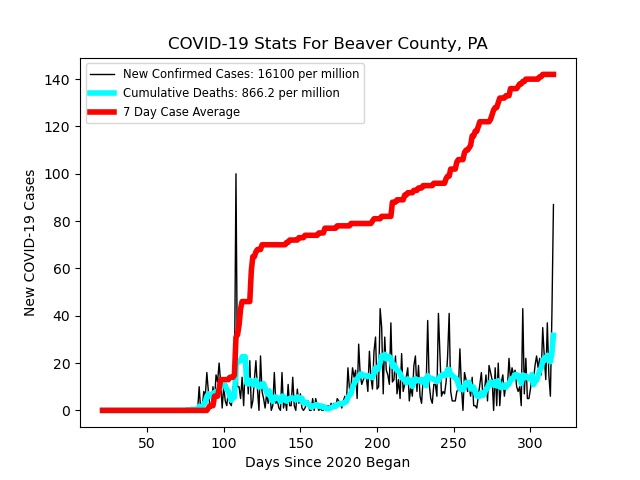 COVID-19 Stats For Beaver County, PA
New Confirmed Cases: 16100 per million
Cumulative Deaths: 866.2 per million
7 Day Case Average
New COVID-19 Cases
140
120
100
80
60
40
20
0
50
100
150
200
250
300
Days Since 2020 Began